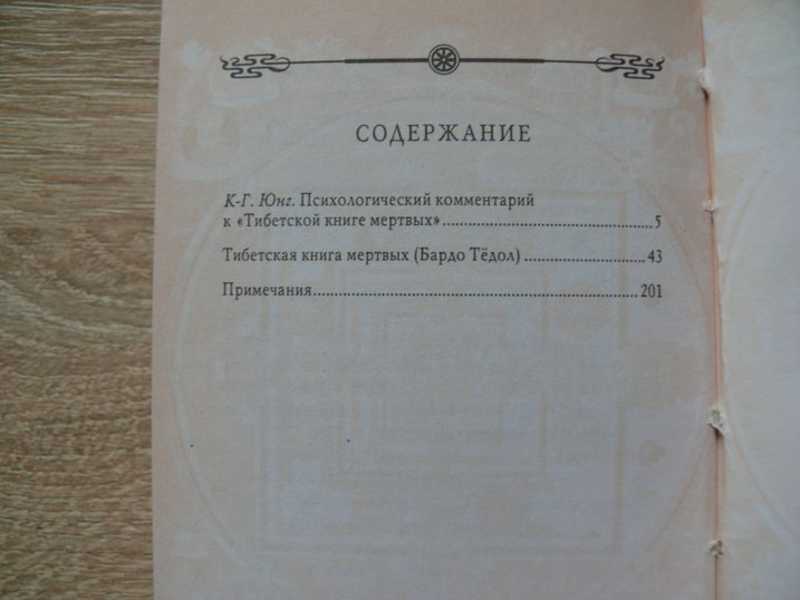 СОДЕРЖАНИЕ
К-Г. Юнг. Психологический комментарий
к «Тибетской книге мертвых»..........................................5
Тибетская книга мертвых (Бардо Тёдол) ........................43
Примечания.................................................................201